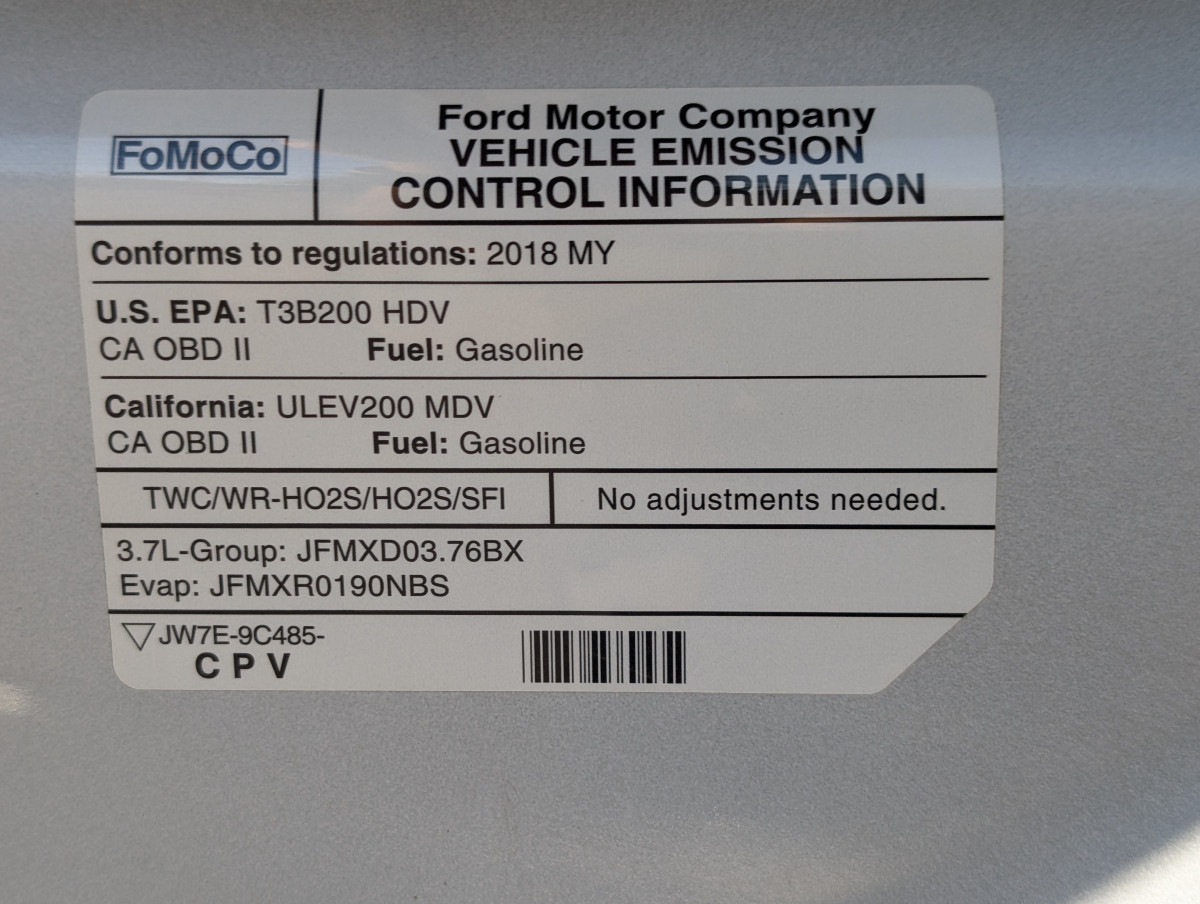 FoMoCo
Ford Motor Company
VEHICLE EMISSION
CONTROL INFORMATION
Conforms to regulations: 2018 MY
U.S. EPA: T3B200 HDV
CA OBD II Fuel: Gasoline
California: ULEV200 MDV
CA OBD II Fuel: Gasoline
TWC/WR-HO2S/HO2S/SFI No adjustments needed.
3.7L-Group: JFMXD03.76BX
Evap: JFMXR0190NBS
JW7E-9C485-
C P V